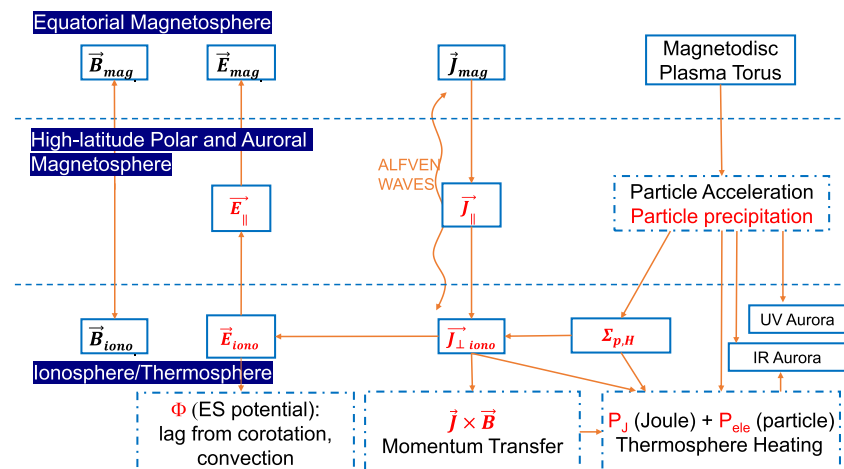 Equatorial Magnetosphere
B⃗mag.
E⃗mag.
J⃗mag
Magnetodisc
Plasma Torus
High-latitude Polar and Auroral
Magnetosphere
ALFVEN
WAVES
E⃗∥
J⃗∥
Particle Acceleration
Particle precipitation
B⃗iono.
E⃗iono
J⃗⊥ iono
Σp,H
UV Aurora
IR Aurora
Ionosphere/Thermosphere
Φ (ES potential):
lag from corotation,
convection
J⃗ × B⃗
Momentum Transfer
PJ (Joule) + Pele (particle)
Thermosphere Heating